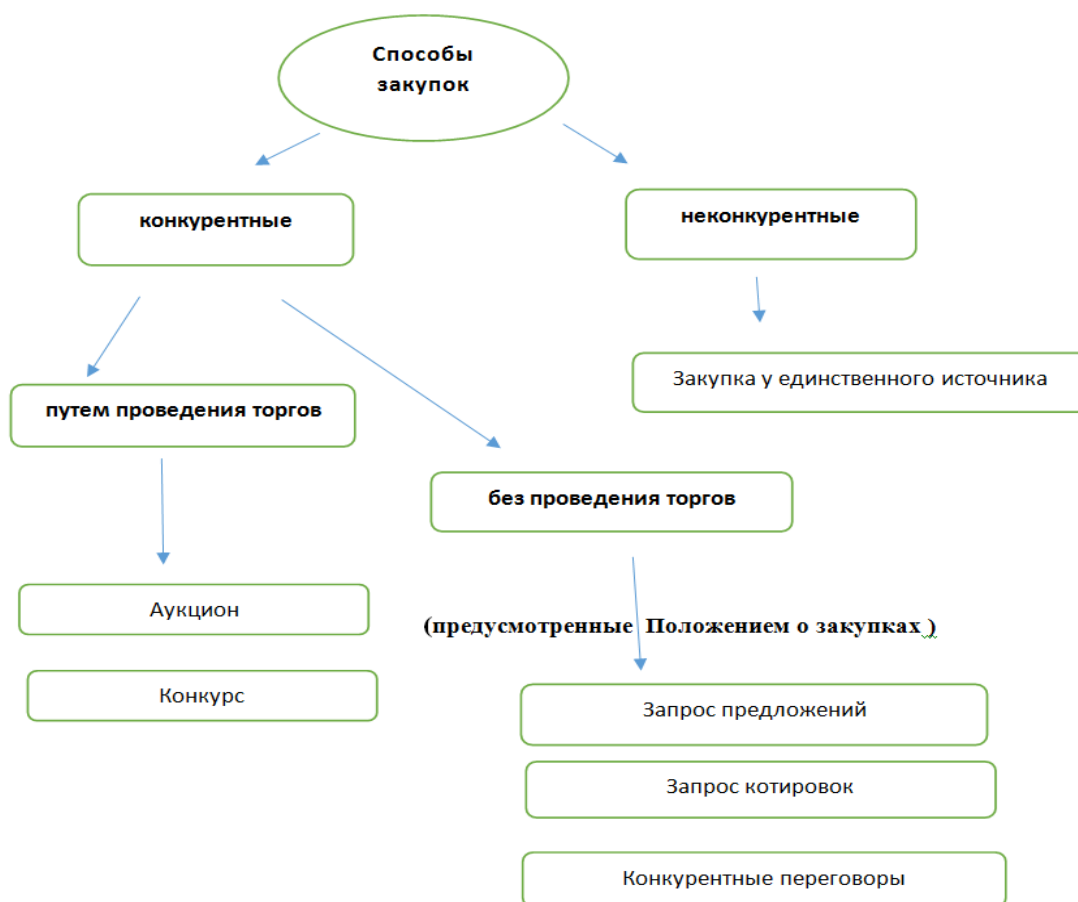 Способы
закупок
конкурентные
неконкурентные
Закупка у единственного источника
путем проведения торгов
без проведения торгов
Аукцион
(предусмотренные Положением о закупках )
Конкурс
Запрос предложений
Запрос котировок
Конкурентные переговоры